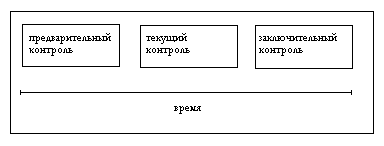 предварительный текущий заключительный
контроль контроль контроль
время